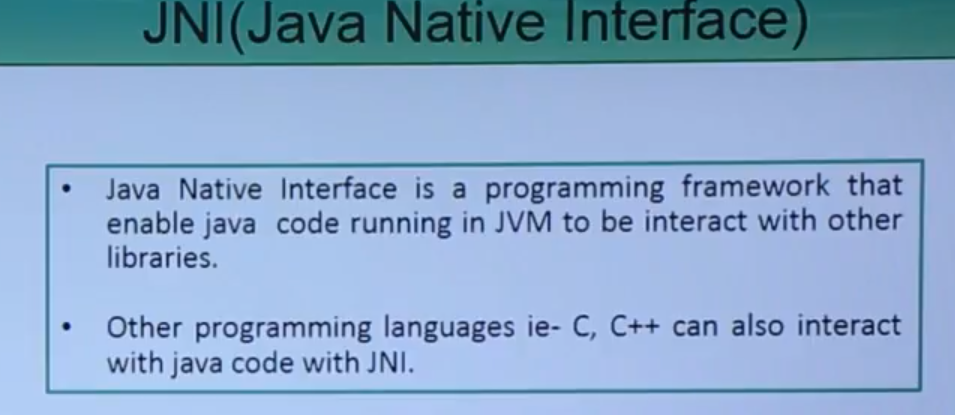 JNI(Java Native Interface)
• Java Native Interface is a programming framework that
enable java code running in JVM to be interact with other
libraries.
• Other programming languages ie- C, C++ can also interact
with java code with JNI.